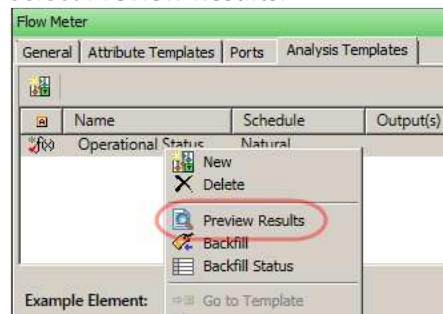 Flow Meter
General Attribute Templates Ports Analysis Templates
Name Schedule Output(s)
f(x) Operational Status Natural
New
Delete
Preview Results
Backfill
Backfill Status
Example Element: Go to Template